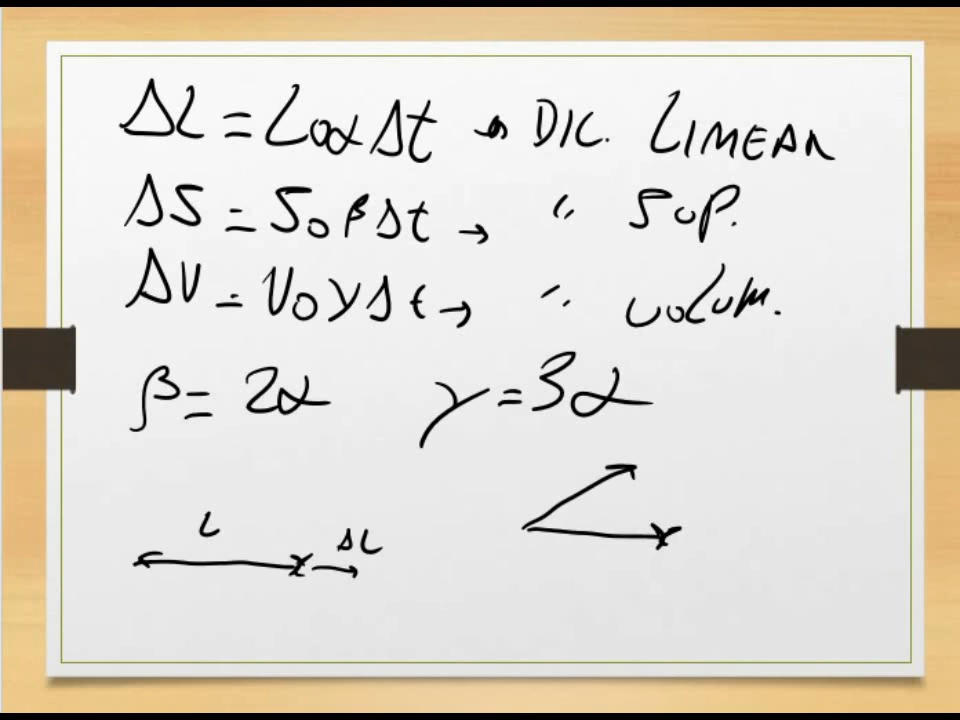 ΔL = L₀αΔt → DIL. LINEAR
ΔS = S₀βΔt → " SUP.
ΔV = V₀γΔt → " VOLUM.
β = 2α γ = 3α
L ΔL